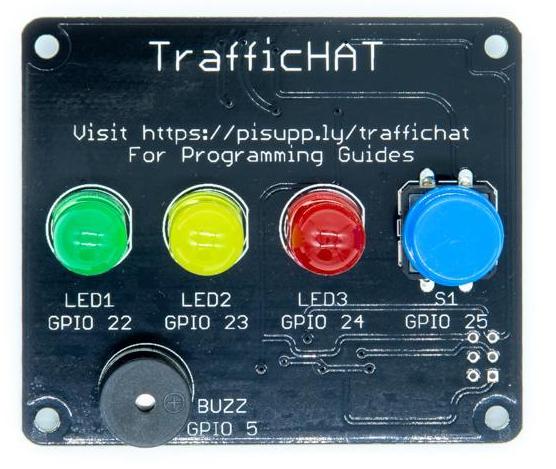 TrafficHAT
Visit https://pisupp.ly/traffichat
For Programming Guides
LED1 LED2 LED3 S1
GPIO 22 GPIO 23 GPIO 24 GPIO 25
BUZZ
GPIO 5